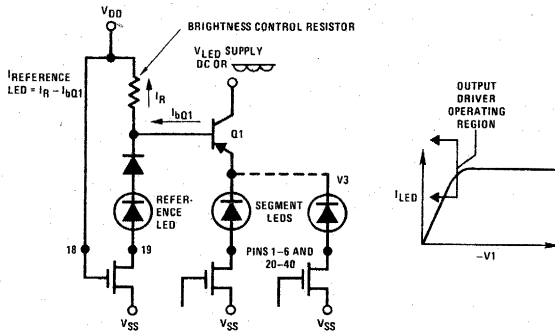 VDD
BRIGHTNESS CONTROL RESISTOR
VLED SUPPLY
DC OR
IREFERENCE
LED = IR – IbQ1
IR
IbQ1
Q1
OUTPUT
DRIVER
OPERATING
REGION
REFER-
ENCE
LED
SEGMENT
LEDS
V3
ILED
–V1
18
19
PINS 1–6 AND
20–40
VSS
VSS
VSS